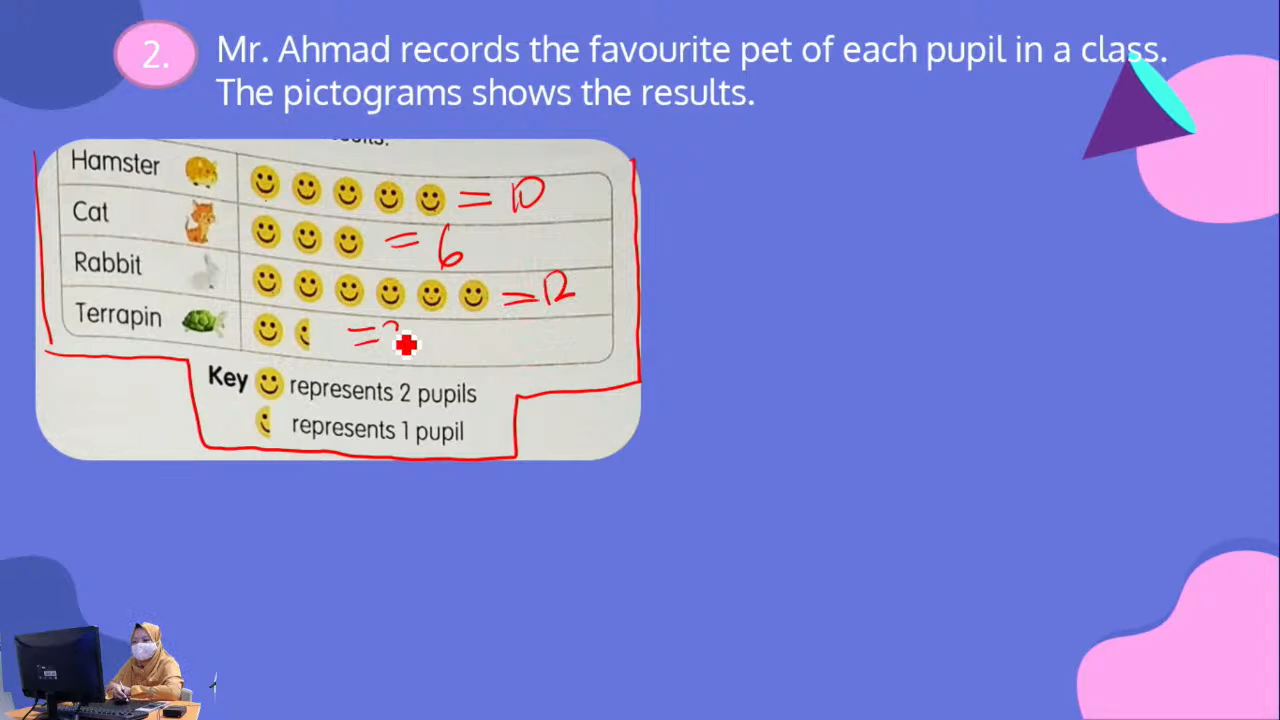 2. Mr. Ahmad records the favourite pet of each pupil in a class.
The pictograms shows the results.
Hamster = 10
Cat = 6
Rabbit = 12
Terrapin =
Key represents 2 pupils
represents 1 pupil